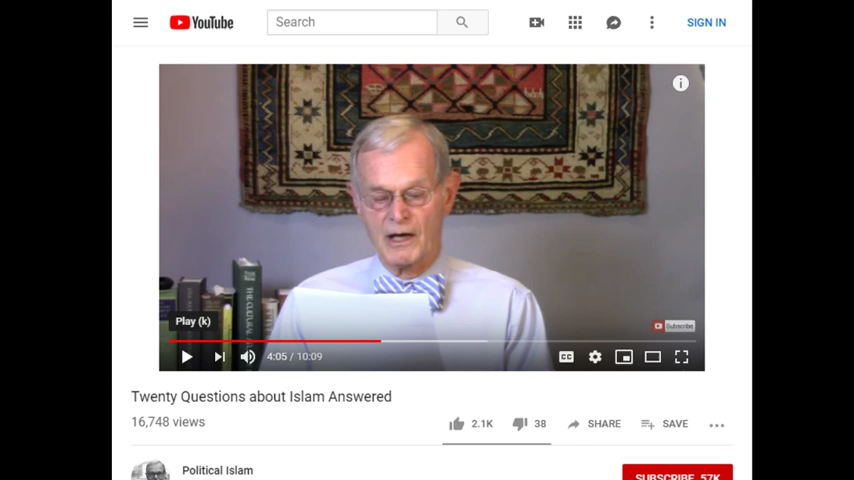 YouTube
Search
SIGN IN
Subscribe
Play (k)
4:05 / 10:09
CC
Twenty Questions about Islam Answered
16,748 views
2.1K
38
SHARE
SAVE
Political Islam
SUBSCRIBE 57K